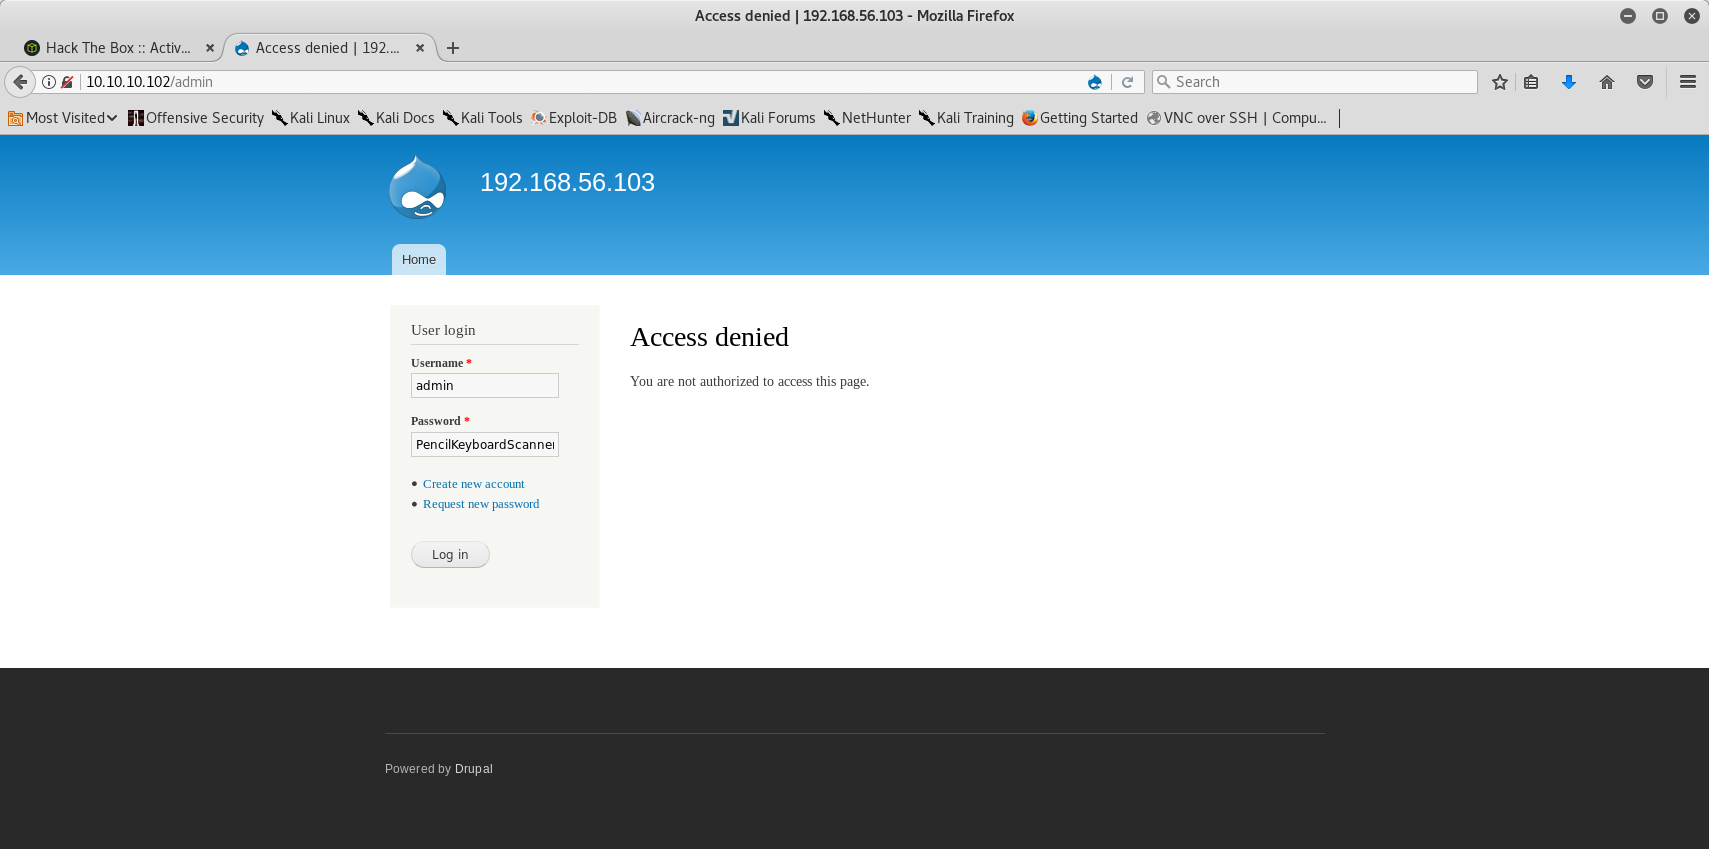 Access denied | 192.168.56.103 - Mozilla Firefox
Hack The Box :: Activ...
Access denied | 192....
10.10.10.102/admin
Search
Most Visited
Offensive Security
Kali Linux
Kali Docs
Kali Tools
Exploit-DB
Aircrack-ng
Kali Forums
NetHunter
Kali Training
Getting Started
VNC over SSH | Compu...
192.168.56.103
Home
User login
Username *
admin
Password *
PencilKeyboardScanner
Create new account
Request new password
Log in
Access denied
You are not authorized to access this page.
Powered by Drupal